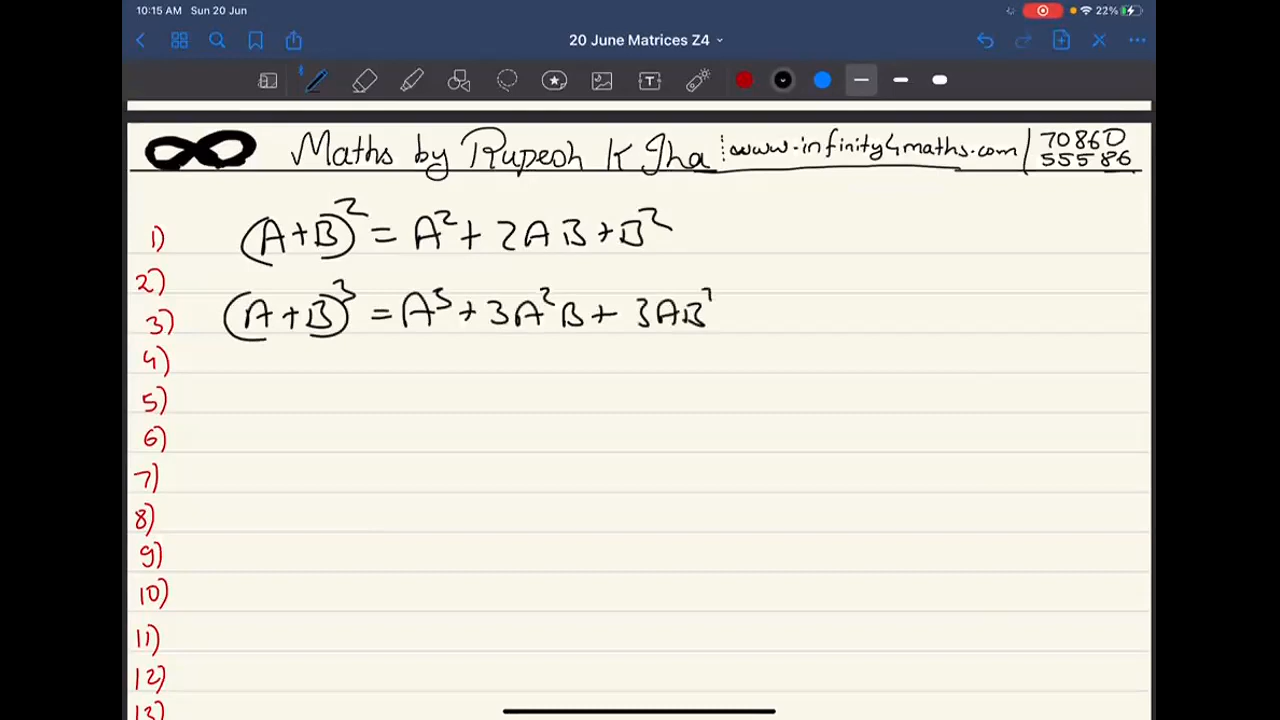 10:15 AM Sun 20 Jun 22%
20 June Matrices Z4
∞ Maths by Rupesh K Jha www.infinity4maths.com / 70860 55586
1) (A+B)² = A² + 2AB + B²
2)
3) (A+B)³ = A³ + 3A²B + 3AB²
4)
5)
6)
7)
8)
9)
10)
11)
12)
13)